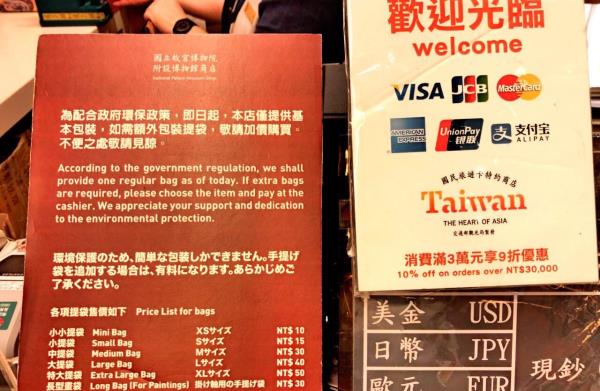 國立故宮博物院
附設博物館商店
National Palace Museum Shop
為配合政府環保政策，即日起，本店僅提供基
本包裝，如需額外包裝提袋，敬請加價購買。
不便之處敬請見諒。
According to the government regulation, we shall
provide one regular bag as of today. If extra bags
are required, please choose the item and pay at the
cashier. We appreciate your support and dedication
to the environmental protection.
環境保護のため、簡単な包装しかできません。手提げ
袋を追加する場合は、有料になります。あらかじめご
了承ください。
各項提袋售價如下 Price List for bags
小小提袋 Mini Bag XSサイズ NT$ 10
小提袋 Small Bag Sサイズ NT$ 15
中提袋 Medium Bag Mサイズ NT$ 30
大提袋 Large Bag Lサイズ NT$ 40
特大提袋 Extra Large Bag XLサイズ NT$ 50
長型畫袋 Long Bag (For Paintings) 掛け軸用の手提げ袋 NT$ 30
歡迎光臨
welcome
VISA JCB MasterCard
AMERICAN EXPRESS UnionPay 银联 支 支付宝 ALIPAY
國民旅遊卡特約商店
Taiwan
THE HEART OF ASIA
交通部觀光局製發
消費滿3萬元享9折優惠
10% off on orders over NT$30,000
美金 USD
日幣 JPY 現鈔
歐元 EUR